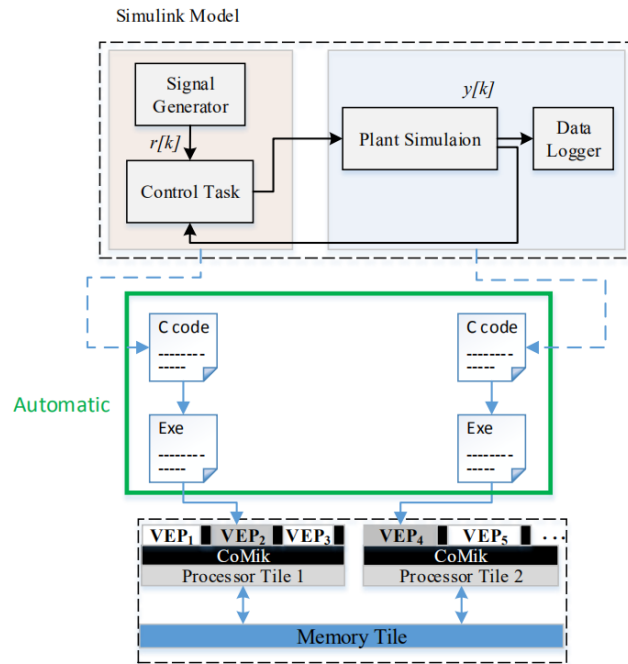 Simulink Model
Signal
Generator
r[k]
Control Task
Plant Simulaion
y[k]
Data
Logger
Automatic
C code
Exe
C code
Exe
VEP1 VEP2 VEP3
CoMik
Processor Tile 1
VEP4 VEP5 ...
CoMik
Processor Tile 2
Memory Tile